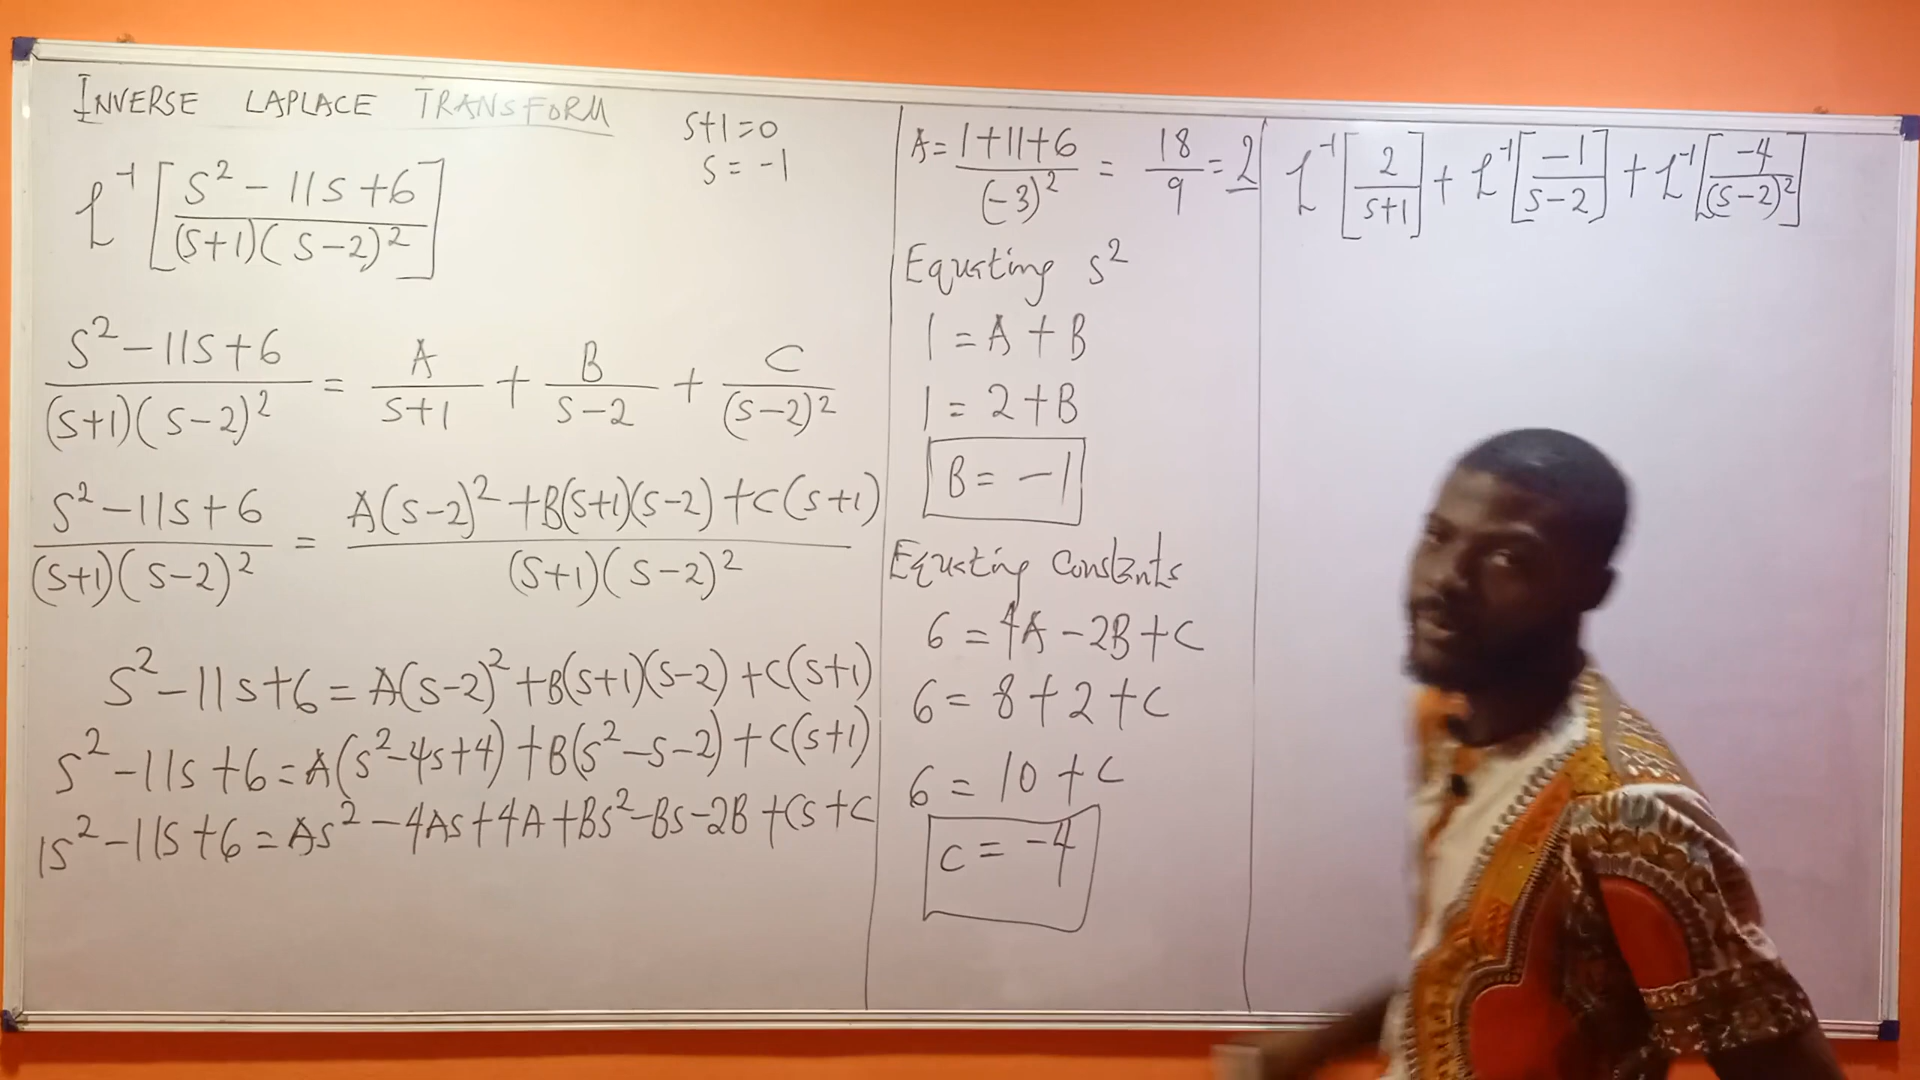 INVERSE LAPLACE TRANSFORM
s+1=0
s = -1
L⁻¹ [(s² - 11s + 6)/((s+1)(s-2)²)]
(s² - 11s + 6)/((s+1)(s-2)²) = A/(s+1) + B/(s-2) + C/(s-2)²
(s² - 11s + 6)/((s+1)(s-2)²) = (A(s-2)² + B(s+1)(s-2) + C(s+1))/((s+1)(s-2)²)
s² - 11s + 6 = A(s-2)² + B(s+1)(s-2) + C(s+1)
s² - 11s + 6 = A(s² - 4s + 4) + B(s² - s - 2) + C(s+1)
1s² - 11s + 6 = As² - 4As + 4A + Bs² - Bs - 2B + Cs + C
A = (1+11+6)/(-3)² = 18/9 = 2
Equating s²
1 = A + B
1 = 2 + B
B = -1
Equating Constants
6 = 4A - 2B + C
6 = 8 + 2 + C
6 = 10 + C
C = -4
L⁻¹[2/(s+1)] + L⁻¹[-1/(s-2)] + L⁻¹[-4/(s-2)²]